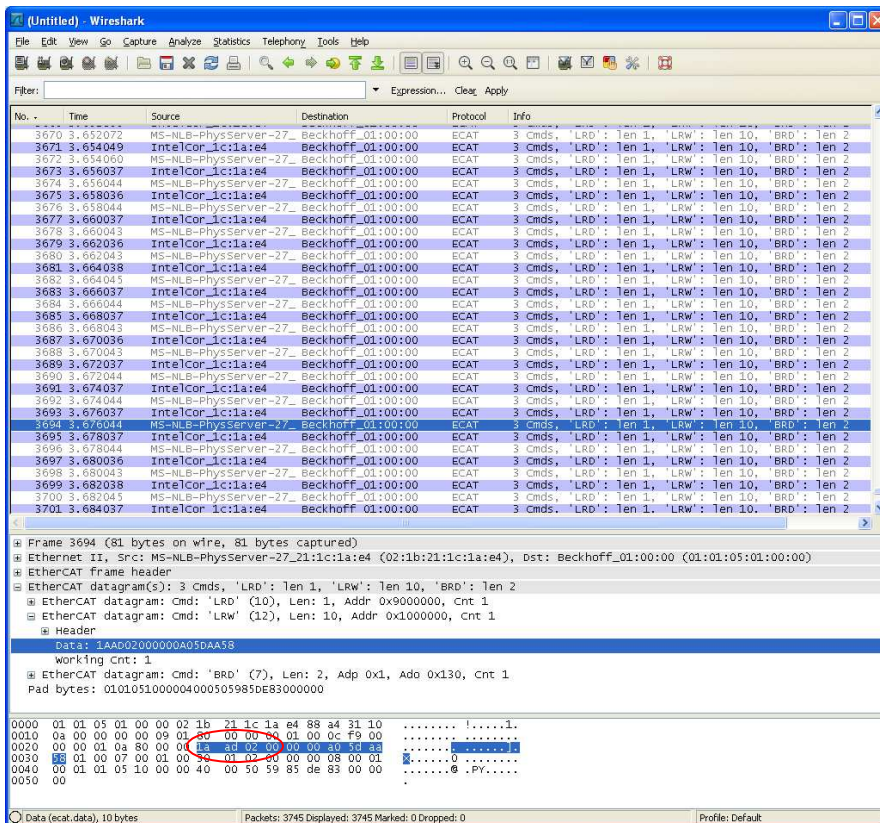 (Untitled) - Wireshark
File Edit View Go Capture Analyze Statistics Telephony Tools Help
Filter: Expression... Clear Apply
No. . Time Source Destination Protocol Info
3670 3.652072 MS-NLB-PhysServer-27_ Beckhoff_01:00:00 ECAT 3 Cmds, 'LRD': len 1, 'LRW': len 10, 'BRD': len 2
3671 3.654049 IntelCor_1c:1a:e4 Beckhoff_01:00:00 ECAT 3 Cmds, 'LRD': len 1, 'LRW': len 10, 'BRD': len 2
3672 3.654060 MS-NLB-PhysServer-27_ Beckhoff_01:00:00 ECAT 3 Cmds, 'LRD': len 1, 'LRW': len 10, 'BRD': len 2
3673 3.656037 IntelCor_1c:1a:e4 Beckhoff_01:00:00 ECAT 3 Cmds, 'LRD': len 1, 'LRW': len 10, 'BRD': len 2
3674 3.656044 MS-NLB-PhysServer-27_ Beckhoff_01:00:00 ECAT 3 Cmds, 'LRD': len 1, 'LRW': len 10, 'BRD': len 2
3675 3.658036 IntelCor_1c:1a:e4 Beckhoff_01:00:00 ECAT 3 Cmds, 'LRD': len 1, 'LRW': len 10, 'BRD': len 2
3676 3.658044 MS-NLB-PhysServer-27_ Beckhoff_01:00:00 ECAT 3 Cmds, 'LRD': len 1, 'LRW': len 10, 'BRD': len 2
3677 3.660037 IntelCor_1c:1a:e4 Beckhoff_01:00:00 ECAT 3 Cmds, 'LRD': len 1, 'LRW': len 10, 'BRD': len 2
3678 3.660043 MS-NLB-PhysServer-27_ Beckhoff_01:00:00 ECAT 3 Cmds, 'LRD': len 1, 'LRW': len 10, 'BRD': len 2
3679 3.662036 IntelCor_1c:1a:e4 Beckhoff_01:00:00 ECAT 3 Cmds, 'LRD': len 1, 'LRW': len 10, 'BRD': len 2
3680 3.662043 MS-NLB-PhysServer-27_ Beckhoff_01:00:00 ECAT 3 Cmds, 'LRD': len 1, 'LRW': len 10, 'BRD': len 2
3681 3.664038 IntelCor_1c:1a:e4 Beckhoff_01:00:00 ECAT 3 Cmds, 'LRD': len 1, 'LRW': len 10, 'BRD': len 2
3682 3.664045 MS-NLB-PhysServer-27_ Beckhoff_01:00:00 ECAT 3 Cmds, 'LRD': len 1, 'LRW': len 10, 'BRD': len 2
3683 3.666037 IntelCor_1c:1a:e4 Beckhoff_01:00:00 ECAT 3 Cmds, 'LRD': len 1, 'LRW': len 10, 'BRD': len 2
3684 3.666044 MS-NLB-PhysServer-27_ Beckhoff_01:00:00 ECAT 3 Cmds, 'LRD': len 1, 'LRW': len 10, 'BRD': len 2
3685 3.668037 IntelCor_1c:1a:e4 Beckhoff_01:00:00 ECAT 3 Cmds, 'LRD': len 1, 'LRW': len 10, 'BRD': len 2
3686 3.668043 MS-NLB-PhysServer-27_ Beckhoff_01:00:00 ECAT 3 Cmds, 'LRD': len 1, 'LRW': len 10, 'BRD': len 2
3687 3.670036 IntelCor_1c:1a:e4 Beckhoff_01:00:00 ECAT 3 Cmds, 'LRD': len 1, 'LRW': len 10, 'BRD': len 2
3688 3.670043 MS-NLB-PhysServer-27_ Beckhoff_01:00:00 ECAT 3 Cmds, 'LRD': len 1, 'LRW': len 10, 'BRD': len 2
3689 3.672037 IntelCor_1c:1a:e4 Beckhoff_01:00:00 ECAT 3 Cmds, 'LRD': len 1, 'LRW': len 10, 'BRD': len 2
3690 3.672044 MS-NLB-PhysServer-27_ Beckhoff_01:00:00 ECAT 3 Cmds, 'LRD': len 1, 'LRW': len 10, 'BRD': len 2
3691 3.674037 IntelCor_1c:1a:e4 Beckhoff_01:00:00 ECAT 3 Cmds, 'LRD': len 1, 'LRW': len 10, 'BRD': len 2
3692 3.674044 MS-NLB-PhysServer-27_ Beckhoff_01:00:00 ECAT 3 Cmds, 'LRD': len 1, 'LRW': len 10, 'BRD': len 2
3693 3.676037 IntelCor_1c:1a:e4 Beckhoff_01:00:00 ECAT 3 Cmds, 'LRD': len 1, 'LRW': len 10, 'BRD': len 2
3694 3.676044 MS-NLB-PhysServer-27_ Beckhoff_01:00:00 ECAT 3 Cmds, 'LRD': len 1, 'LRW': len 10, 'BRD': len 2
3695 3.678037 IntelCor_1c:1a:e4 Beckhoff_01:00:00 ECAT 3 Cmds, 'LRD': len 1, 'LRW': len 10, 'BRD': len 2
3696 3.678044 MS-NLB-PhysServer-27_ Beckhoff_01:00:00 ECAT 3 Cmds, 'LRD': len 1, 'LRW': len 10, 'BRD': len 2
3697 3.680036 IntelCor_1c:1a:e4 Beckhoff_01:00:00 ECAT 3 Cmds, 'LRD': len 1, 'LRW': len 10, 'BRD': len 2
3698 3.680043 MS-NLB-PhysServer-27_ Beckhoff_01:00:00 ECAT 3 Cmds, 'LRD': len 1, 'LRW': len 10, 'BRD': len 2
3699 3.682038 IntelCor_1c:1a:e4 Beckhoff_01:00:00 ECAT 3 Cmds, 'LRD': len 1, 'LRW': len 10, 'BRD': len 2
3700 3.682045 MS-NLB-PhysServer-27_ Beckhoff_01:00:00 ECAT 3 Cmds, 'LRD': len 1, 'LRW': len 10, 'BRD': len 2
3701 3.684037 IntelCor_1c:1a:e4 Beckhoff_01:00:00 ECAT 3 Cmds, 'LRD': len 1, 'LRW': len 10, 'BRD': len 2
Frame 3694 (81 bytes on wire, 81 bytes captured)
Ethernet II, Src: MS-NLB-PhysServer-27_21:1c:1a:e4 (02:1b:21:1c:1a:e4), Dst: Beckhoff_01:00:00 (01:01:05:01:00:00)
EtherCAT frame header
EtherCAT datagram(s): 3 Cmds, 'LRD': len 1, 'LRW': len 10, 'BRD': len 2
EtherCAT datagram: Cmd: 'LRD' (10), Len: 1, Addr 0x9000000, Cnt 1
EtherCAT datagram: Cmd: 'LRW' (12), Len: 10, Addr 0x1000000, Cnt 1
Header
Data: 1AAD02000000A05DAA58
Working Cnt: 1
EtherCAT datagram: Cmd: 'BRD' (7), Len: 2, Adp 0x1, Ado 0x130, Cnt 1
Pad bytes: 0101051000004000505985DE83000000
0000 01 01 05 01 00 00 02 1b 21 1c 1a e4 88 a4 31 10 ........ !.....1.
0010 0a 00 00 00 00 09 01 80 00 00 00 01 00 0c f9 00 ........ ........
0020 00 00 01 0a 80 00 00 1a ad 02 00 00 00 a0 5d aa ........ ......].
0030 58 01 00 07 00 01 00 30 01 02 00 00 00 08 00 01 X......0 ........
0040 00 01 01 05 10 00 00 40 00 50 59 85 de 83 00 00 .......@ .PY.....
0050 00 .
Data (ecat.data), 10 bytes Packets: 3745 Displayed: 3745 Marked: 0 Dropped: 0 Profile: Default